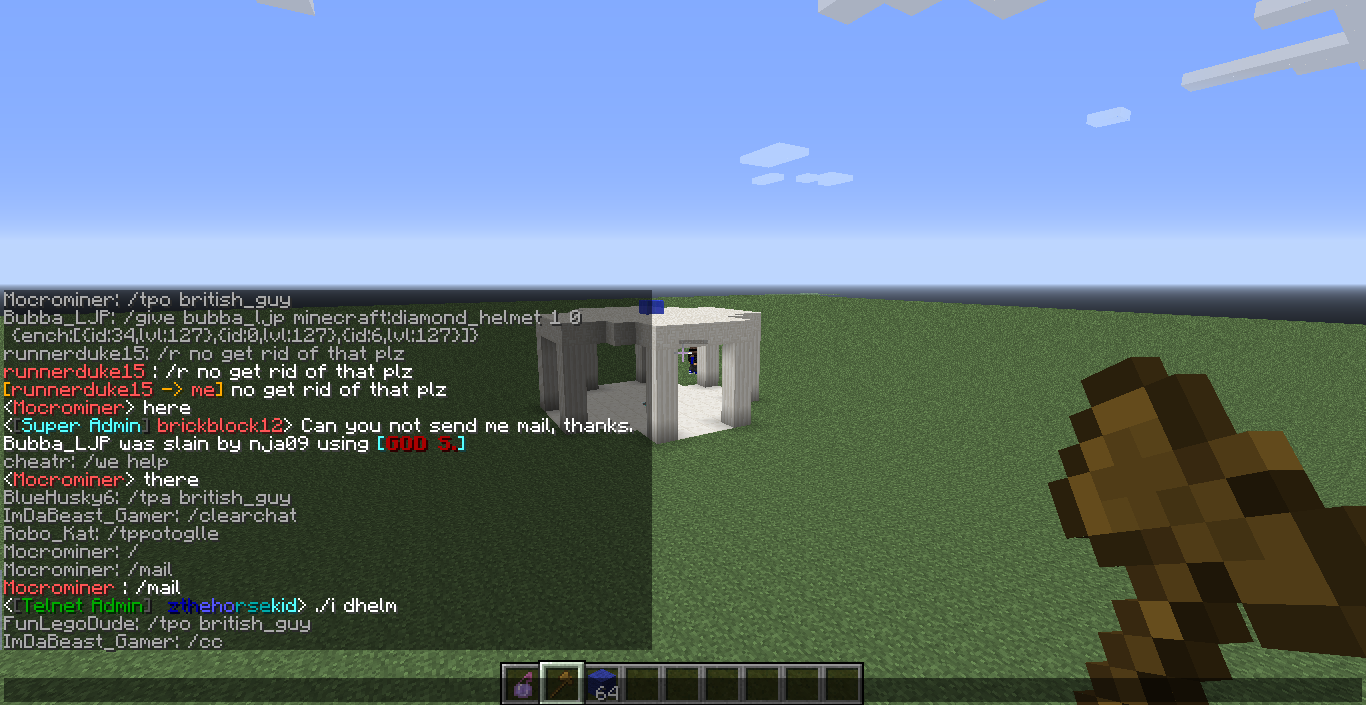 Mocrominer: /tpo british_guy
Bubba_LJP: /give bubba_ljp minecraft:diamond_helmet 1 0
{ench:[{id:34,lvl:127},{id:0,lvl:127},{id:6,lvl:127}]}
runnerduke15: /r no get rid of that plz
runnerduke15 : /r no get rid of that plz
[runnerduke15 -> me] no get rid of that plz
<Mocrominer> here
<[Super Admin] brickblock12> Can you not send me mail, thanks.
Bubba_LJP was slain by nja09 using [GOD S.]
cheatr: /we help
<Mocrominer> there
BlueHusky6: /tpa british_guy
ImDaBeast_Gamer: /clearchat
Robo_Kat: /tppotoglle
Mocrominer: /
Mocrominer: /mail
Mocrominer : /mail
<[Telnet Admin] zthehorsekid> ./i dhelm
FunLegoDude: /tpo british_guy
ImDaBeast_Gamer: /cc
64